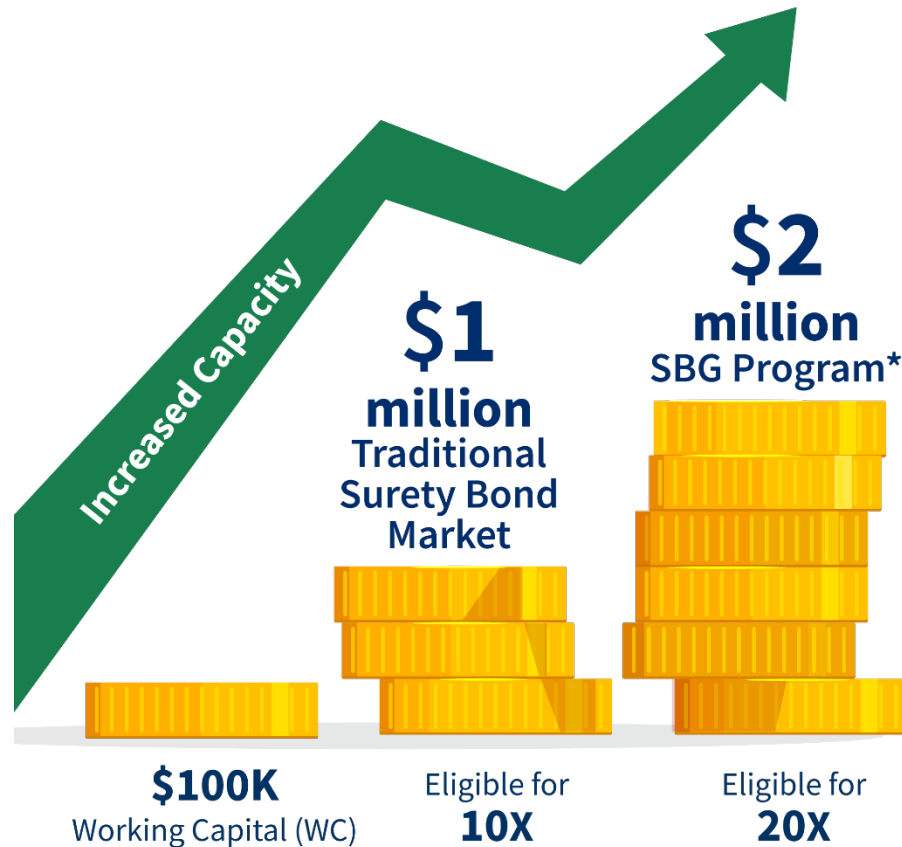 Increased Capacity
$1
million
Traditional
Surety Bond
Market
$2
million
SBG Program*
$100K
Working Capital (WC)
Eligible for
10X
Eligible for
20X